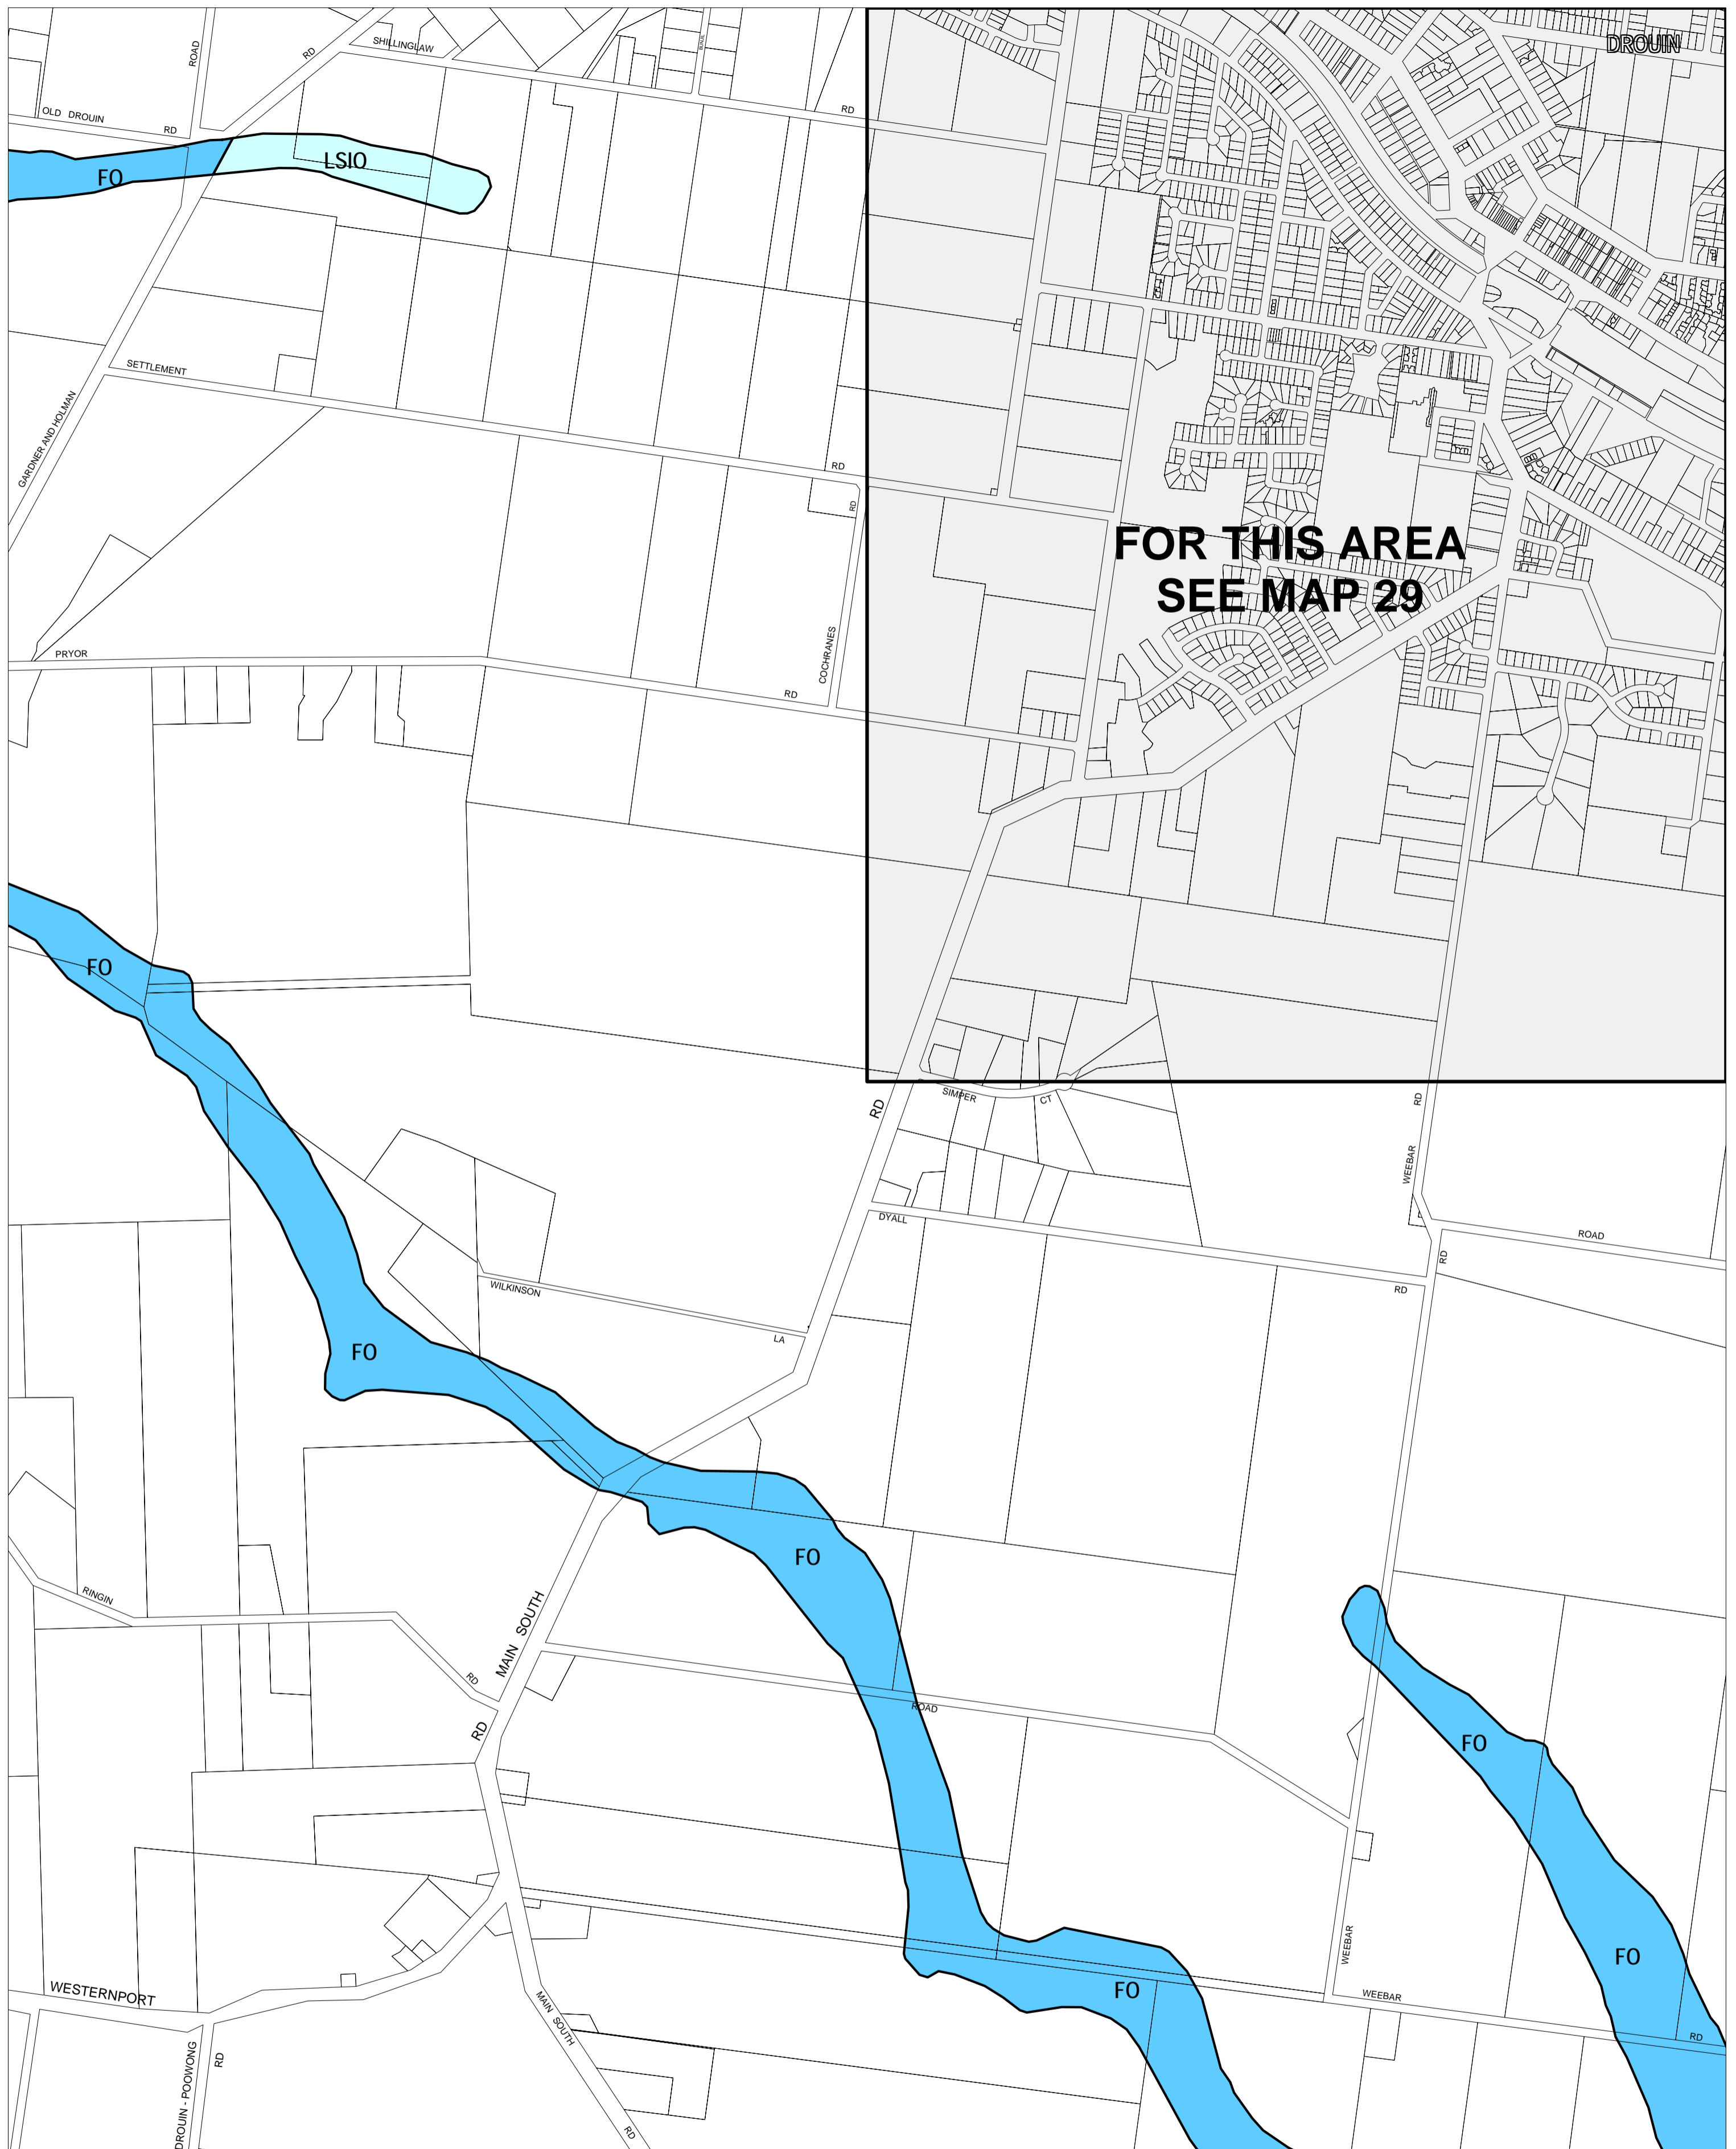 DROUIN
ROAD
RD
SHILLINGLAW
RD
OLD DROUIN
RD
LSIO
FO
SETTLEMENT
RD
GARDNER AND HOLMAN
RD
FOR THIS AREA
SEE MAP 29
COCHRANES
PRYOR
RD
FO
SIMPER
CT
RD
RD
WEEBAR
DYALL
RD
ROAD
RD
WILKINSON
LA
FO
FO
RINGIN
RD
MAIN SOUTH
RD
ROAD
FO
FO
WEEBAR
FO
WEEBAR
RD
WESTERNPORT
MAIN SOUTH
RD
DROUIN - POOWONG
RD